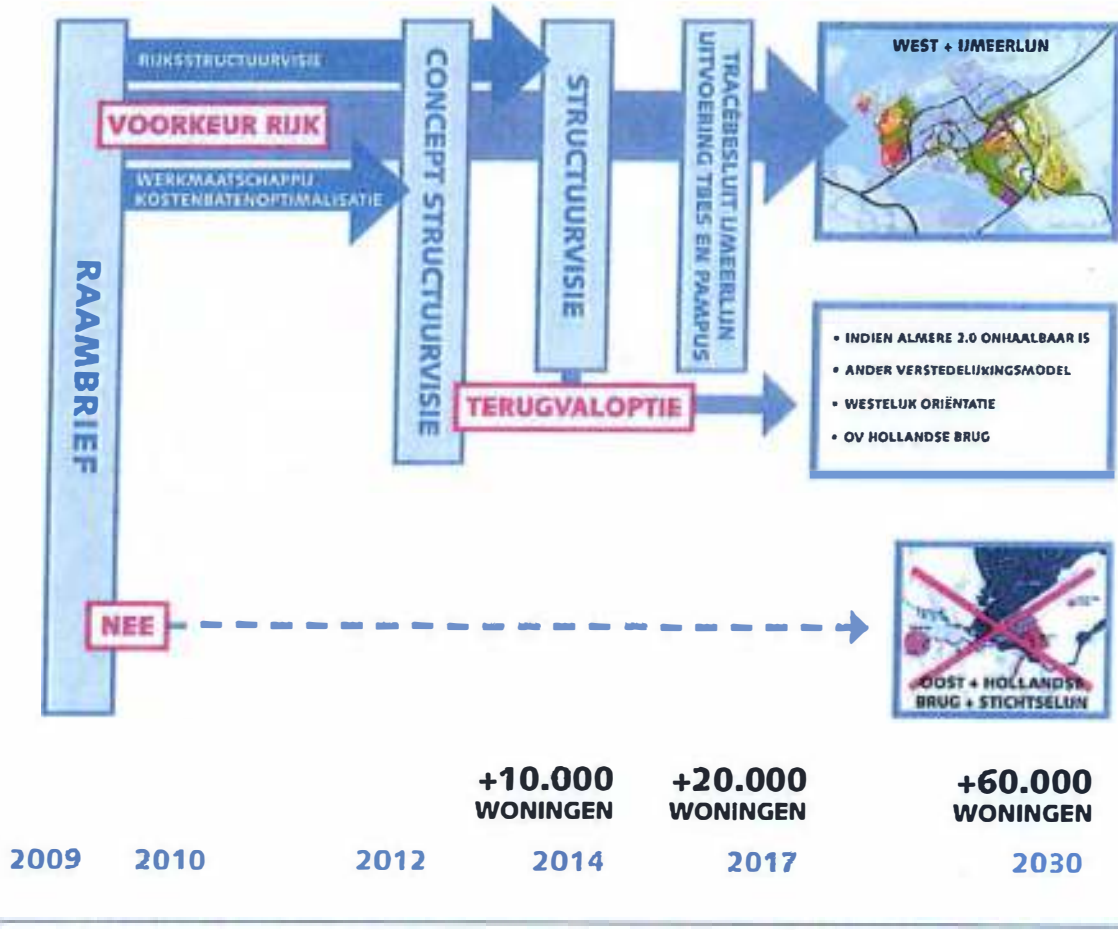 RAAMBRIEF
RIJKSSTRUCTUURVISIE
VOORKEUR RIJK
WERKMAATSCHAPPIJ
KOSTENBATENOPTIMALISATIE
CONCEPT STRUCTUURVISIE
STRUCTUURVISIE
TRACÉBESLUIT IJMEERLIJN
UITVOERING TBES EN PAMPUS
WEST + IJMEERLIJN
TERUGVALOPTIE
• INDIEN ALMERE 2.0 ONHAALBAAR IS
• ANDER VERSTEDELIJKINGSMODEL
• WESTELIJK ORIËNTATIE
• OV HOLLANDSE BRUG
NEE
OOST + HOLLANDSE
BRUG + STICHTSELIJN
+10.000
WONINGEN
+20.000
WONINGEN
+60.000
WONINGEN
2009
2010
2012
2014
2017
2030